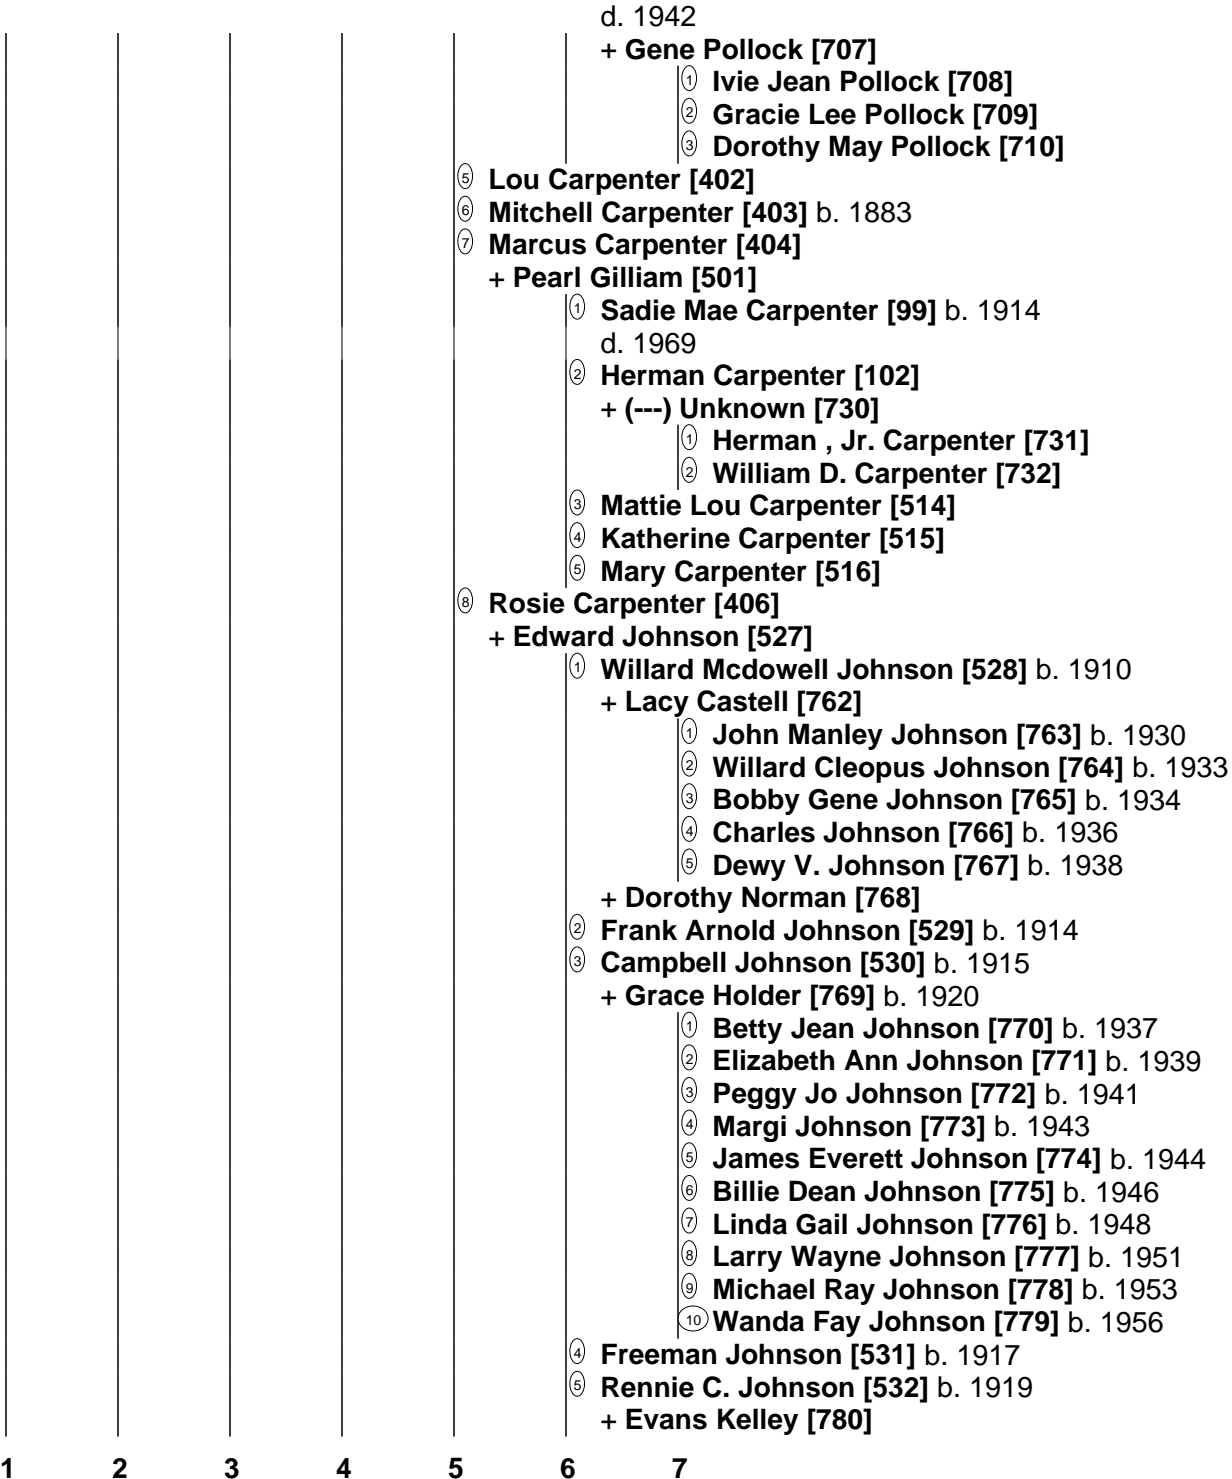 d. 1942
+ Gene Pollock [707]
1 Ivie Jean Pollock [708]
2 Gracie Lee Pollock [709]
3 Dorothy May Pollock [710]
5 Lou Carpenter [402]
6 Mitchell Carpenter [403] b. 1883
7 Marcus Carpenter [404]
+ Pearl Gilliam [501]
1 Sadie Mae Carpenter [99] b. 1914
d. 1969
2 Herman Carpenter [102]
+ (---) Unknown [730]
1 Herman , Jr. Carpenter [731]
2 William D. Carpenter [732]
3 Mattie Lou Carpenter [514]
4 Katherine Carpenter [515]
5 Mary Carpenter [516]
8 Rosie Carpenter [406]
+ Edward Johnson [527]
1 Willard Mcdowell Johnson [528] b. 1910
+ Lacy Castell [762]
1 John Manley Johnson [763] b. 1930
2 Willard Cleopus Johnson [764] b. 1933
3 Bobby Gene Johnson [765] b. 1934
4 Charles Johnson [766] b. 1936
5 Dewy V. Johnson [767] b. 1938
+ Dorothy Norman [768]
2 Frank Arnold Johnson [529] b. 1914
3 Campbell Johnson [530] b. 1915
+ Grace Holder [769] b. 1920
1 Betty Jean Johnson [770] b. 1937
2 Elizabeth Ann Johnson [771] b. 1939
3 Peggy Jo Johnson [772] b. 1941
4 Margi Johnson [773] b. 1943
5 James Everett Johnson [774] b. 1944
6 Billie Dean Johnson [775] b. 1946
7 Linda Gail Johnson [776] b. 1948
8 Larry Wayne Johnson [777] b. 1951
9 Michael Ray Johnson [778] b. 1953
10 Wanda Fay Johnson [779] b. 1956
4 Freeman Johnson [531] b. 1917
5 Rennie C. Johnson [532] b. 1919
+ Evans Kelley [780]
1 2 3 4 5 6 7